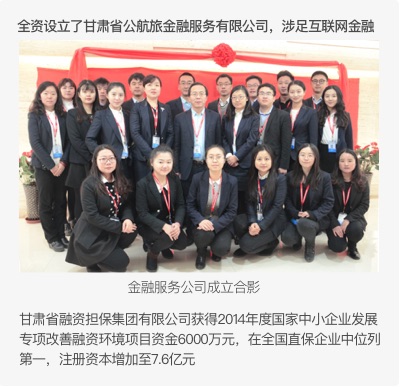 全资设立了甘肃省公航旅金融服务有限公司，涉足互联网金融
金融服务公司成立合影
甘肃省融资担保集团有限公司获得2014年度国家中小企业发展
专项改善融资环境项目资金6000万元，在全国直保企业中位列
第一，注册资本增加至7.6亿元